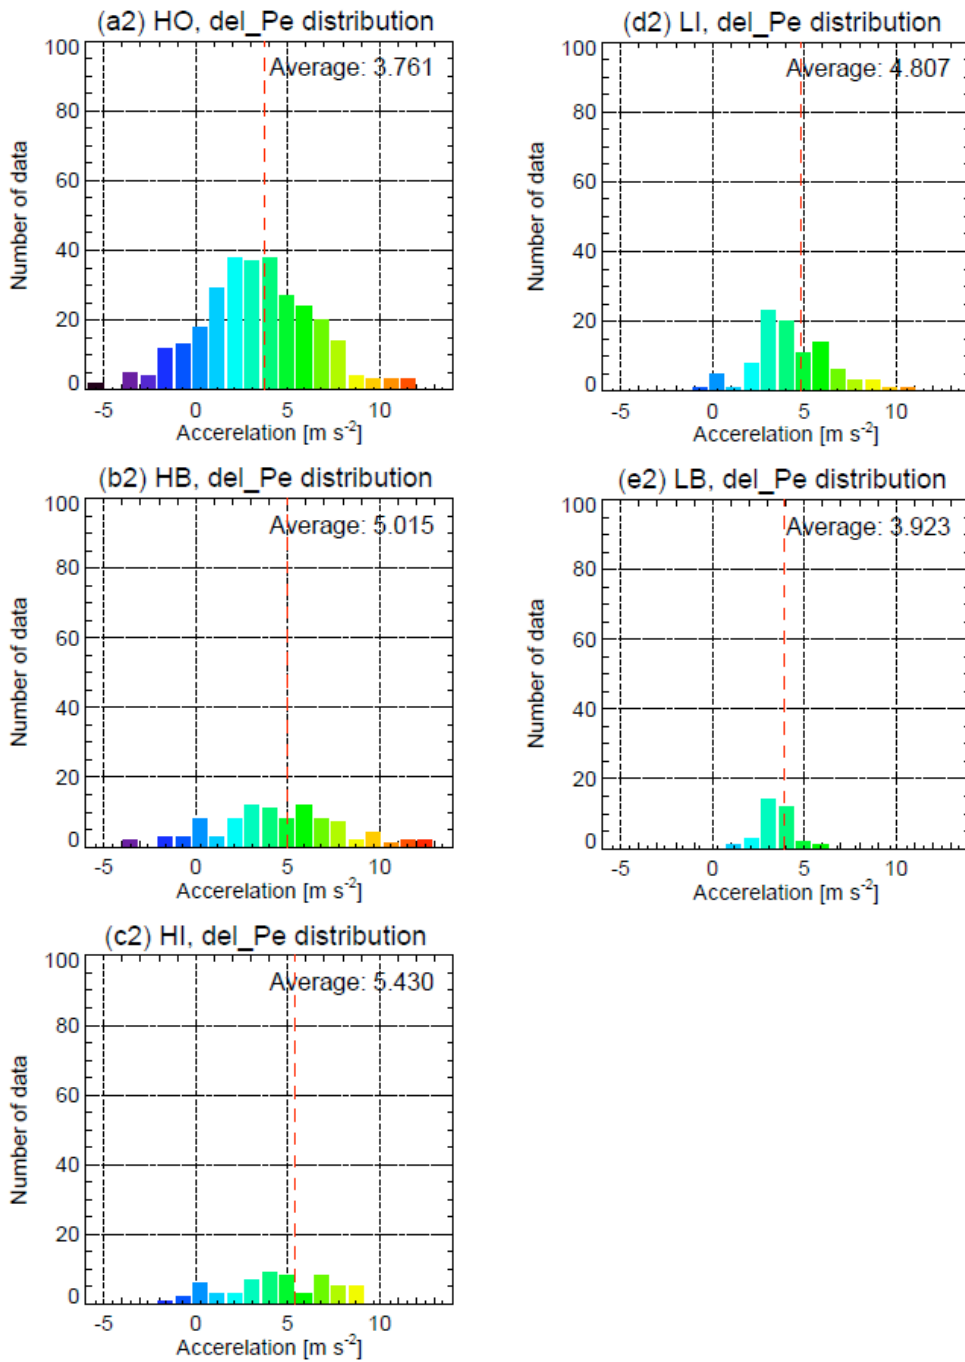 (a2) HO, del_Pe distribution
Average: 3.761
Number of data
100
80
60
40
20
0
-5 0 5 10
Accerelation [m s-2]
(d2) LI, del_Pe distribution
Average: 4.807
Number of data
100
80
60
40
20
0
-5 0 5 10
Accerelation [m s-2]
(b2) HB, del_Pe distribution
Average: 5.015
Number of data
100
80
60
40
20
0
-5 0 5 10
Accerelation [m s-2]
(e2) LB, del_Pe distribution
Average: 3.923
Number of data
100
80
60
40
20
0
-5 0 5 10
Accerelation [m s-2]
(c2) HI, del_Pe distribution
Average: 5.430
Number of data
100
80
60
40
20
0
-5 0 5 10
Accerelation [m s-2]